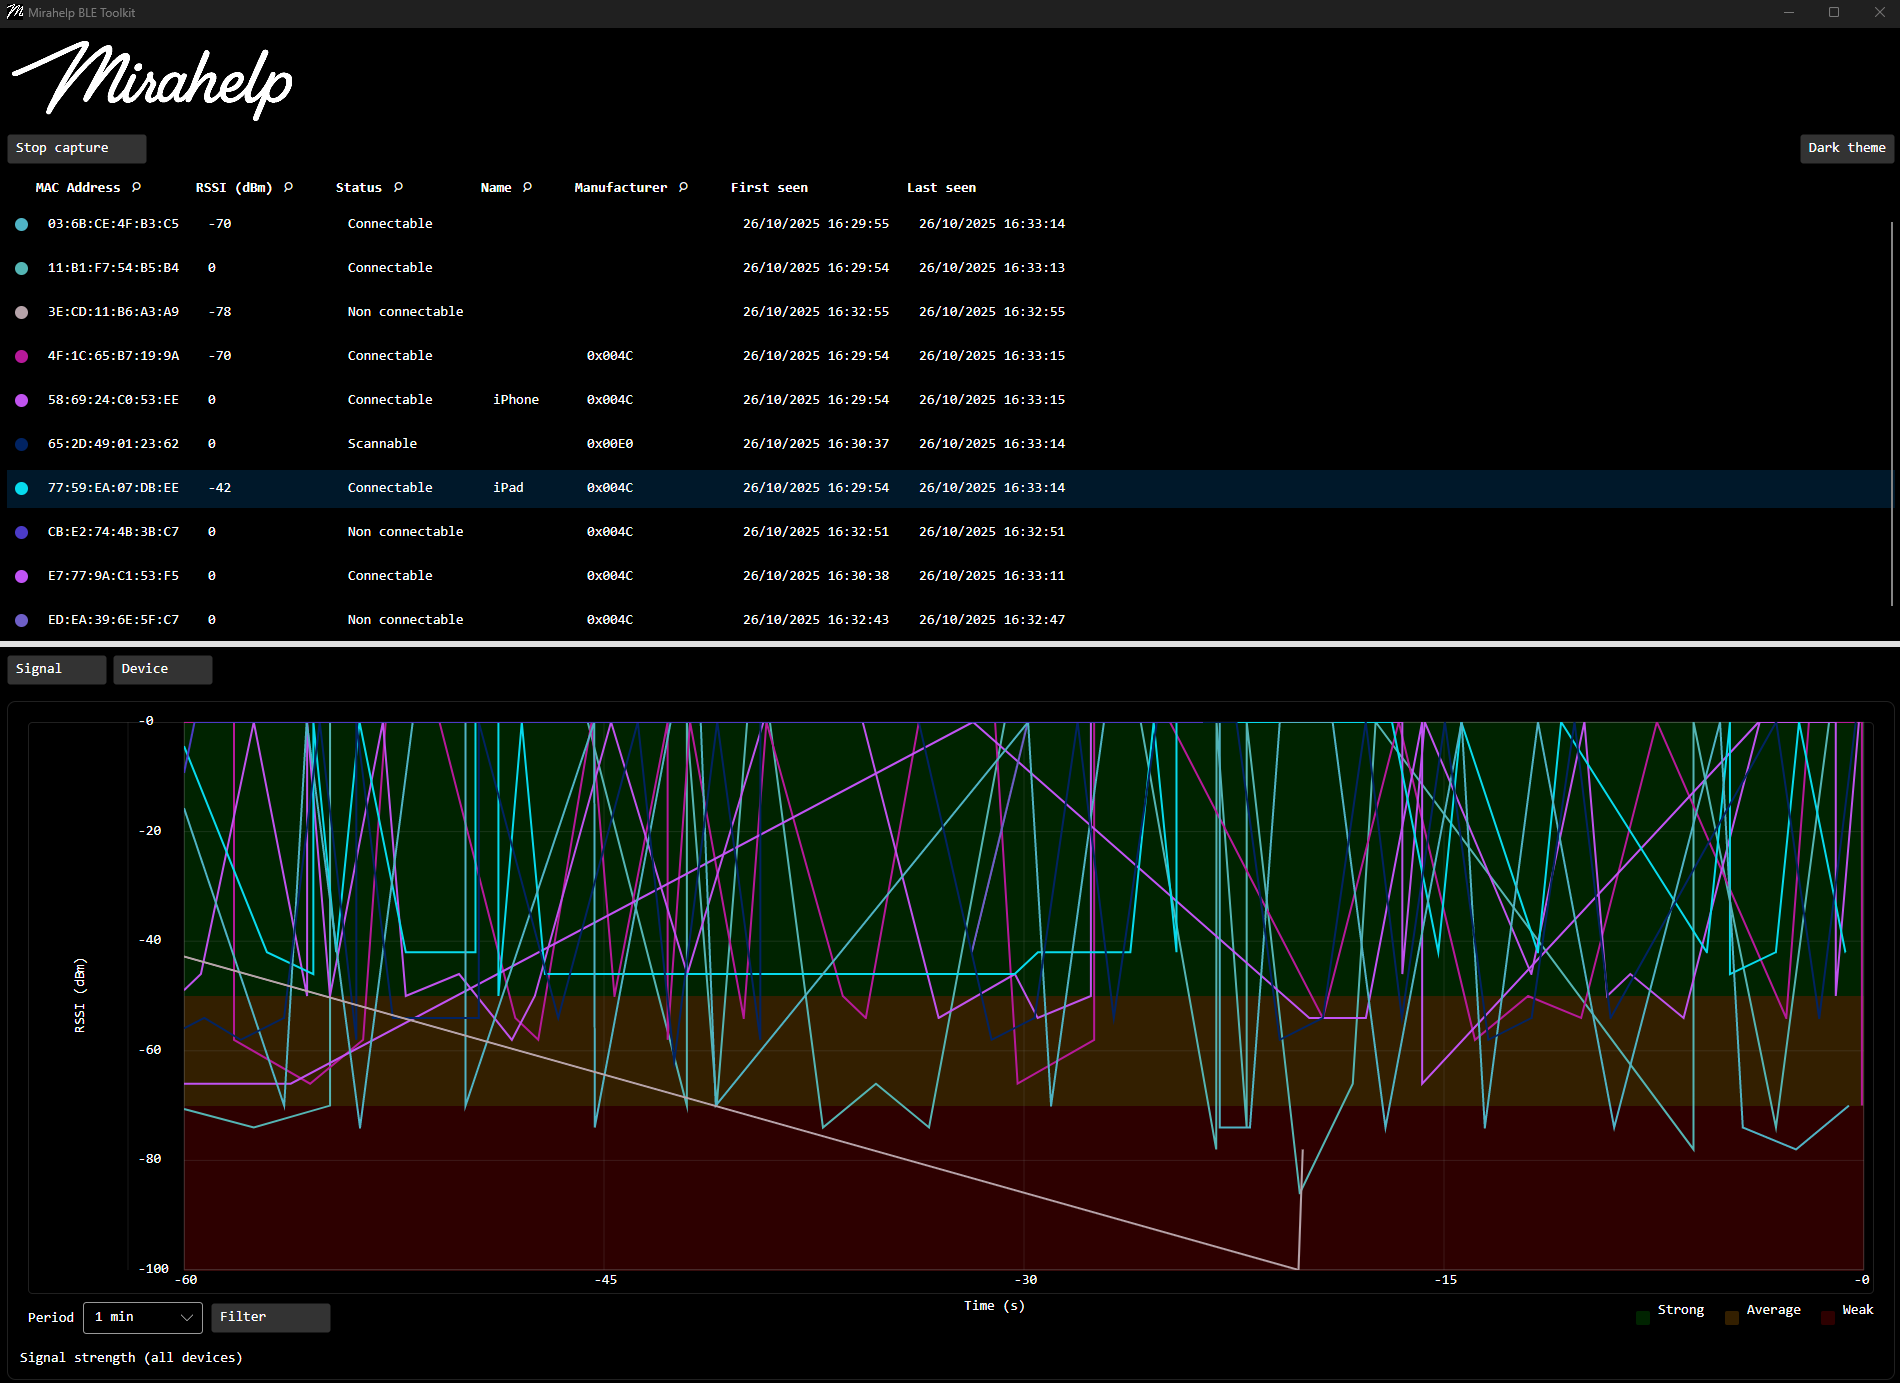 Mirahelp BLE Toolkit
Mirahelp
Stop capture Dark theme
MAC Address RSSI (dBm) Status Name Manufacturer First seen Last seen
03:6B:CE:4F:B3:C5 -70 Connectable 26/10/2025 16:29:55 26/10/2025 16:33:14
11:B1:F7:54:B5:B4 0 Connectable 26/10/2025 16:29:54 26/10/2025 16:33:13
3E:CD:11:B6:A3:A9 -78 Non connectable 26/10/2025 16:32:55 26/10/2025 16:32:55
4F:1C:65:B7:19:9A -70 Connectable 0x004C 26/10/2025 16:29:54 26/10/2025 16:33:15
58:69:24:C0:53:EE 0 Connectable iPhone 0x004C 26/10/2025 16:29:54 26/10/2025 16:33:15
65:2D:49:01:23:62 0 Scannable 0x00E0 26/10/2025 16:30:37 26/10/2025 16:33:14
77:59:EA:07:DB:EE -42 Connectable iPad 0x004C 26/10/2025 16:29:54 26/10/2025 16:33:14
CB:E2:74:4B:3B:C7 0 Non connectable 0x004C 26/10/2025 16:32:51 26/10/2025 16:32:51
E7:77:9A:C1:53:F5 0 Connectable 0x004C 26/10/2025 16:30:38 26/10/2025 16:33:11
ED:EA:39:6E:5F:C7 0 Non connectable 0x004C 26/10/2025 16:32:43 26/10/2025 16:32:47
Signal Device
-0
-20
-40
RSSI (dBm)
-60
-80
-100
-60 -45 -30 -15 -0
Time (s)
Period 1 min Filter
Strong Average Weak
Signal strength (all devices)